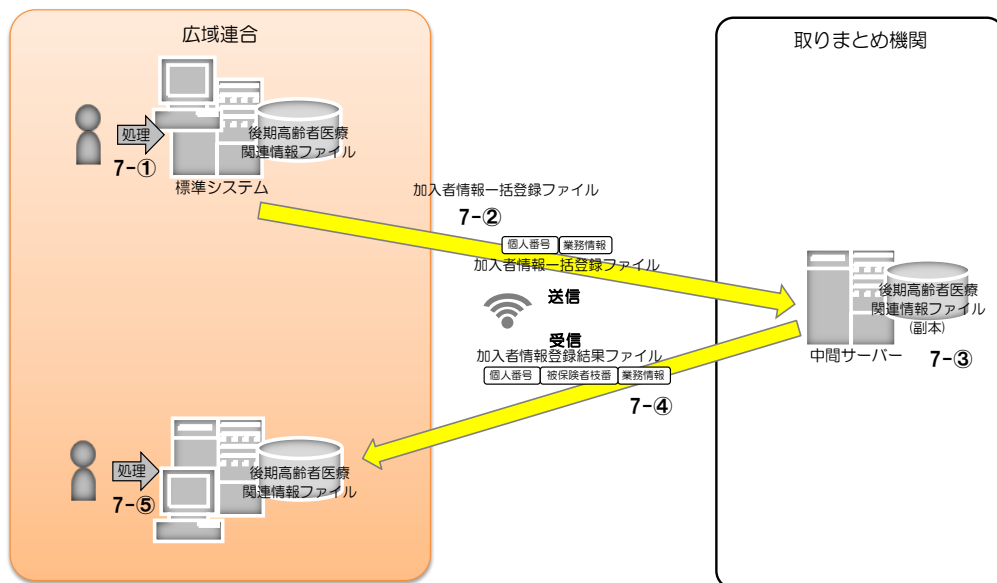 広域連合
取りまとめ機関
処理
7-①
後期高齢者医療
関連情報ファイル
標準システム
加入者情報一括登録ファイル
7-②
個人番号 業務情報
加入者情報一括登録ファイル
送信
受信
加入者情報登録結果ファイル
個人番号 被保険者枝番 業務情報
7-④
後期高齢者医療
関連情報ファイル
(副本)
中間サーバー
7-③
処理
7-⑤
後期高齢者医療
関連情報ファイル